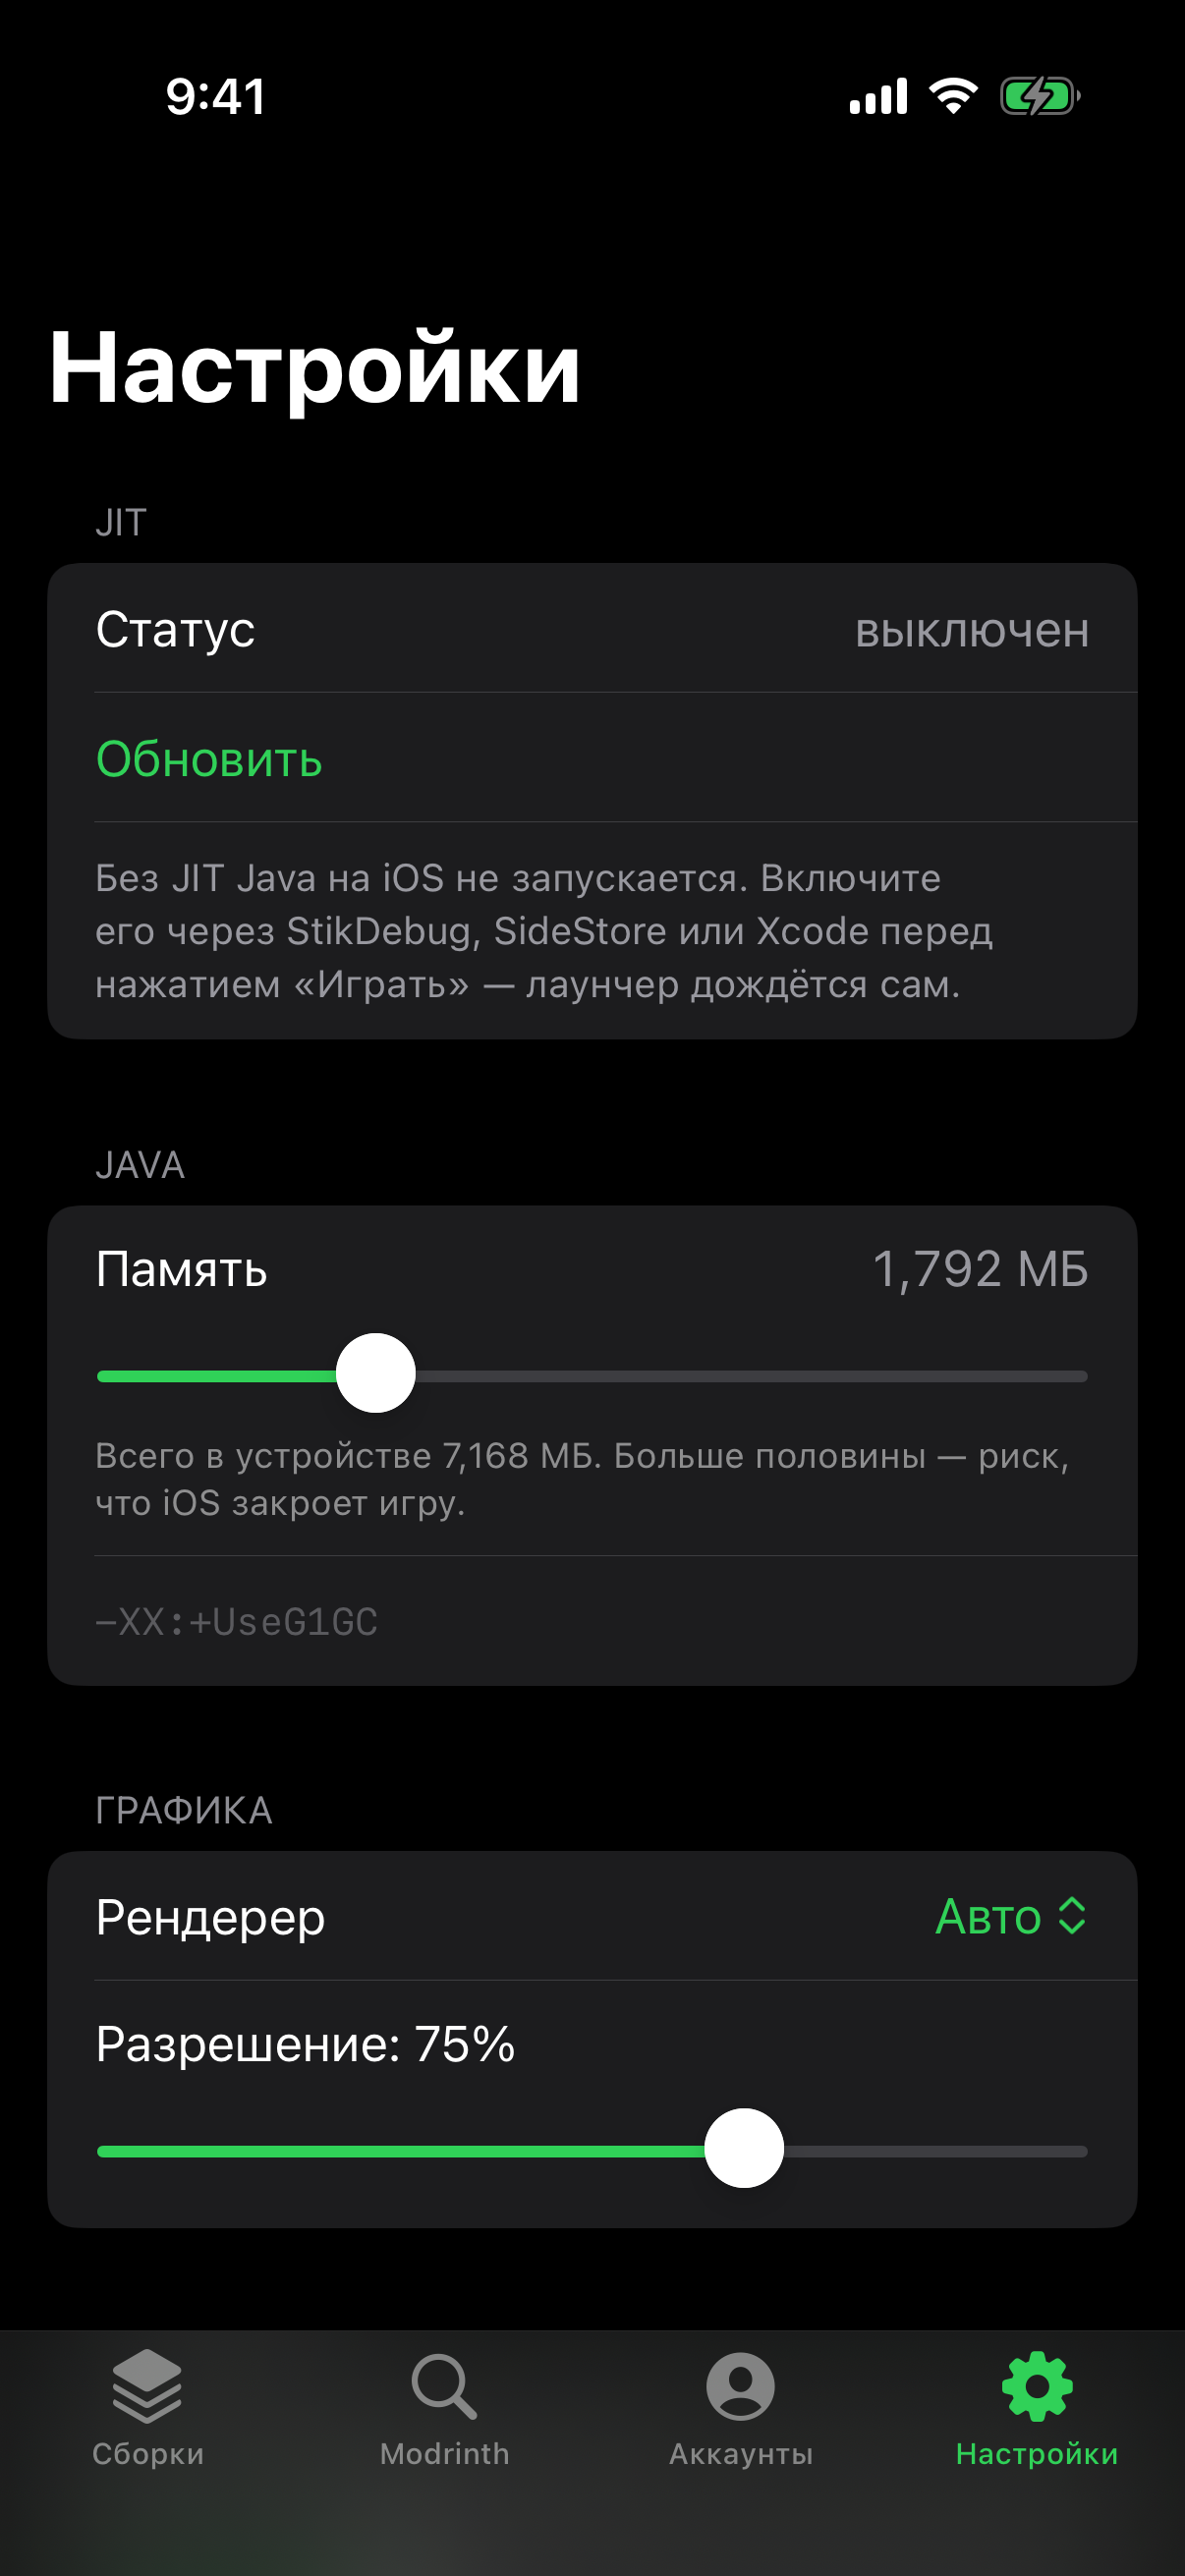 9:41
Настройки
JIT
Статус выключен
Обновить
Без JIT Java на iOS не запускается. Включите
его через StikDebug, SideStore или Xcode перед
нажатием «Играть» — лаунчер дождётся сам.
JAVA
Память 1,792 МБ
Всего в устройстве 7,168 МБ. Больше половины — риск,
что iOS закроет игру.
-XX:+UseG1GC
ГРАФИКА
Рендерер Авто
Разрешение: 75%
Сборки Modrinth Аккаунты Настройки